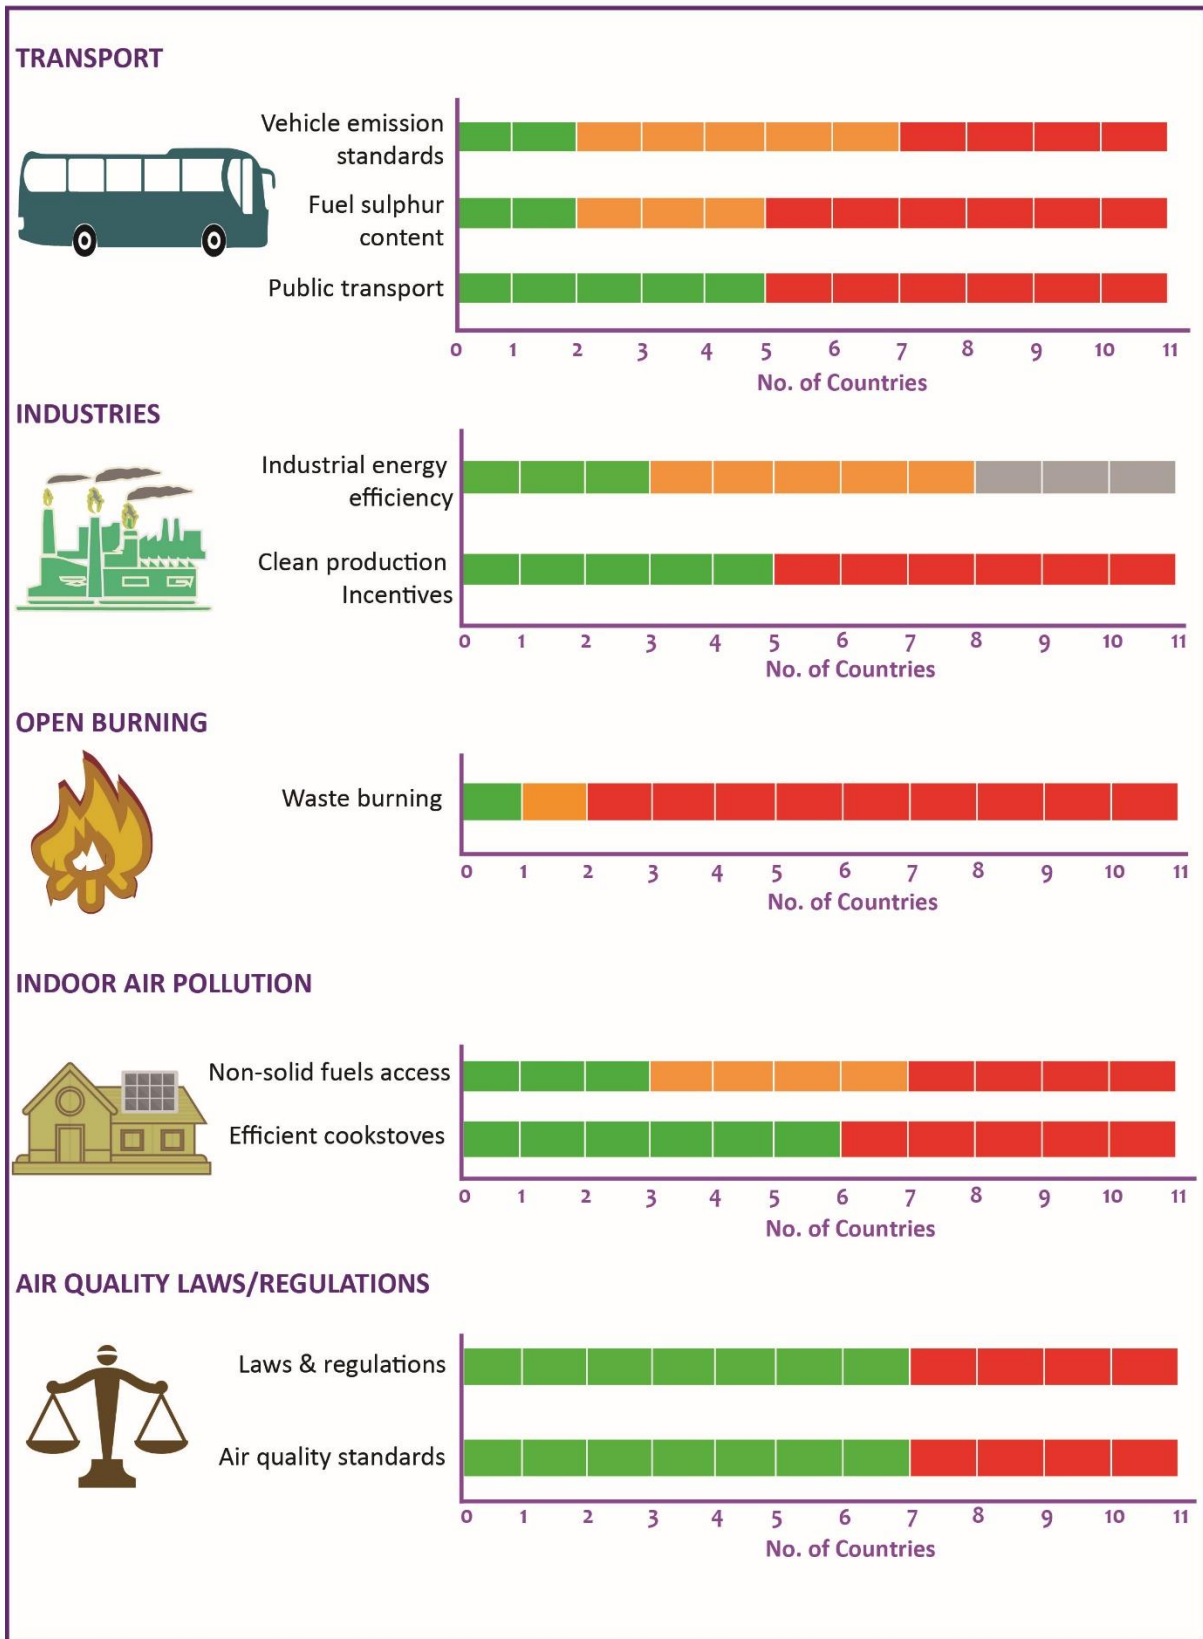 TRANSPORT
Vehicle emission
standards
Fuel sulphur
content
Public transport
0 1 2 3 4 5 6 7 8 9 10 11
No. of Countries
INDUSTRIES
Industrial energy
efficiency
Clean production
Incentives
0 1 2 3 4 5 6 7 8 9 10 11
No. of Countries
OPEN BURNING
Waste burning
0 1 2 3 4 5 6 7 8 9 10 11
No. of Countries
INDOOR AIR POLLUTION
Non-solid fuels access
Efficient cookstoves
0 1 2 3 4 5 6 7 8 9 10 11
No. of Countries
AIR QUALITY LAWS/REGULATIONS
Laws & regulations
Air quality standards
0 1 2 3 4 5 6 7 8 9 10 11
No. of Countries